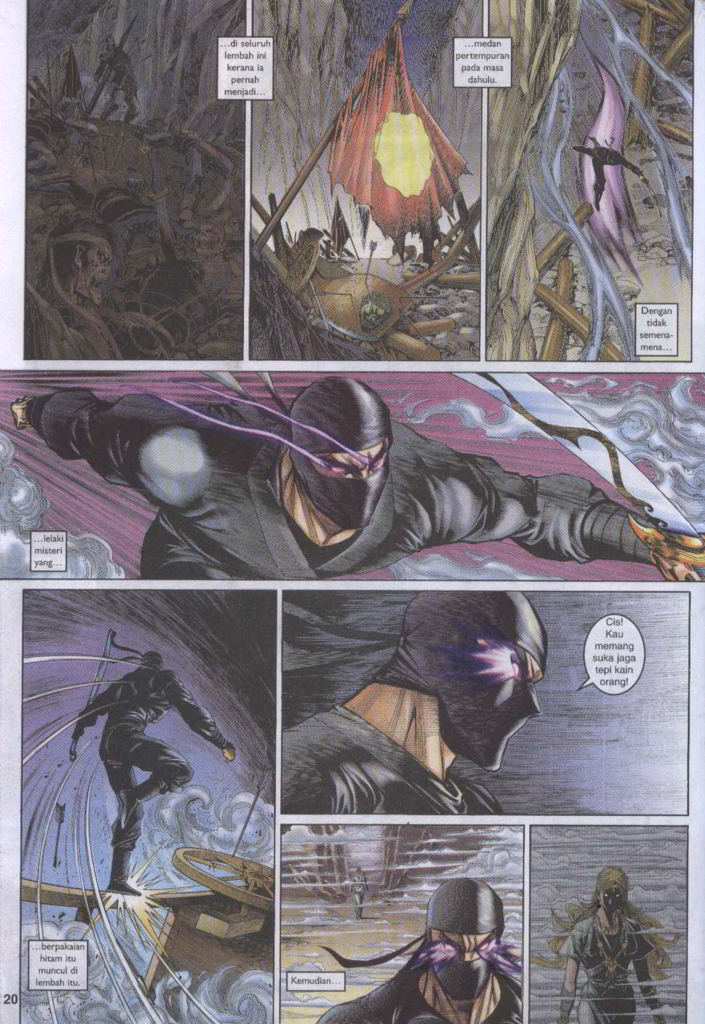 ...di seluruh
lembah ini
kerana ia
pernah
menjadi...
...medan
pertempuran
pada masa
dahulu.
Dengan
tidak
semena-
mena...
...lelaki
misteri
yang...
Cis!
Kau
memang
suka jaga
tepi kain
orang!
...berpakaian
hitam itu
muncul di
lembah itu.
Kemudian...
20